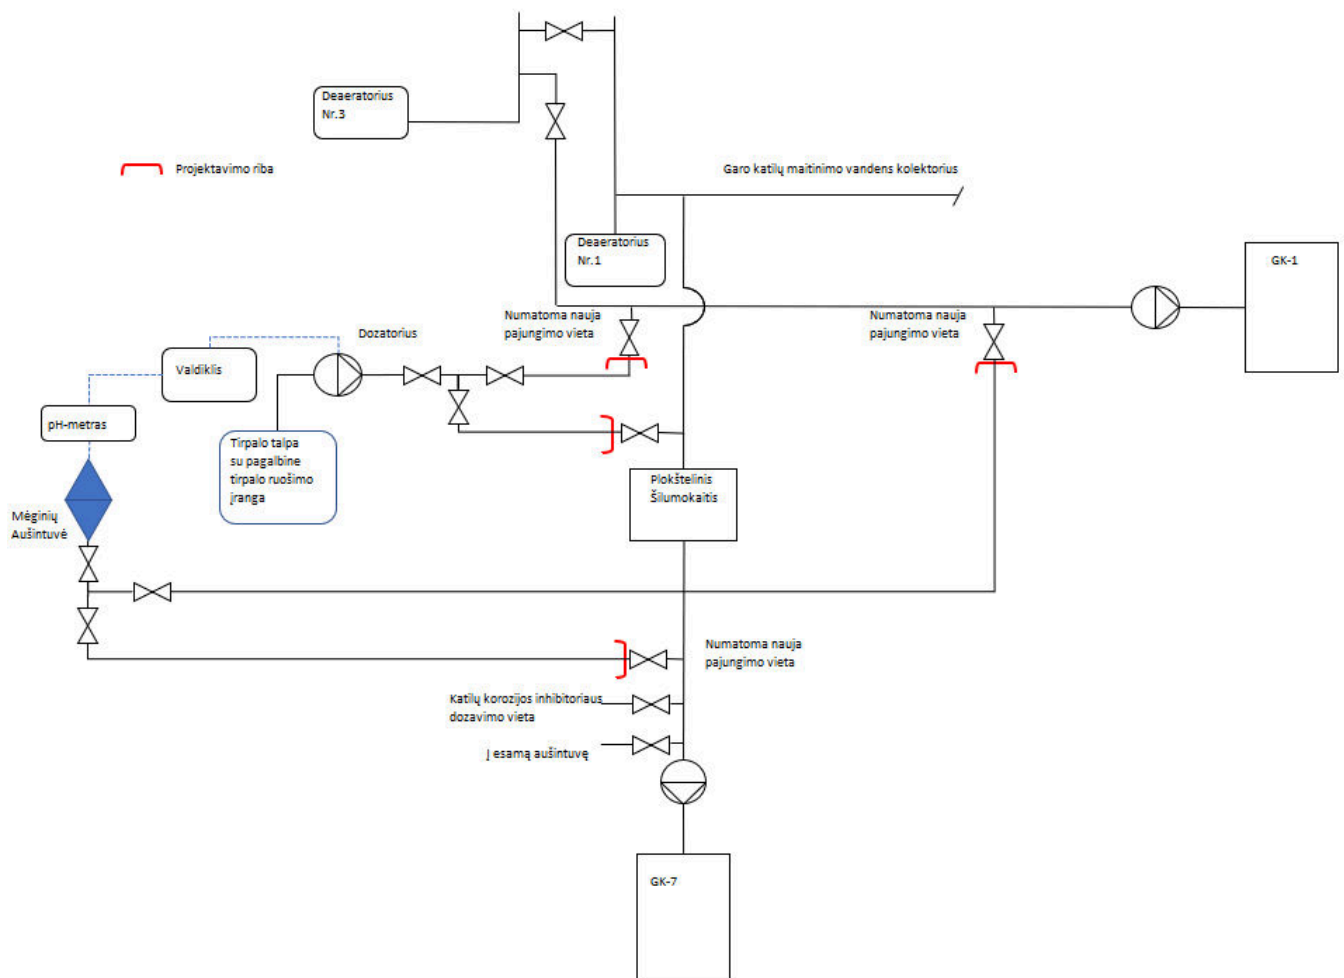 Deaeratorius
Nr.3
Projektavimo riba
Garo katilų maitinimo vandens kolektorius
Deaeratorius
Nr.1
GK-1
Numatoma nauja
pajungimo vieta
Numatoma nauja
pajungimo vieta
Dozatorius
Valdiklis
pH-metras
Tirpalo talpa
su pagalbine
tirpalo ruošimo
įranga
Plokštelinis
Šilumokaitis
Mėginių
Aušintuvė
Numatoma nauja
pajungimo vieta
Katilų korozijos inhibitoriaus
dozavimo vieta
Į esamą aušintuvę
GK-7